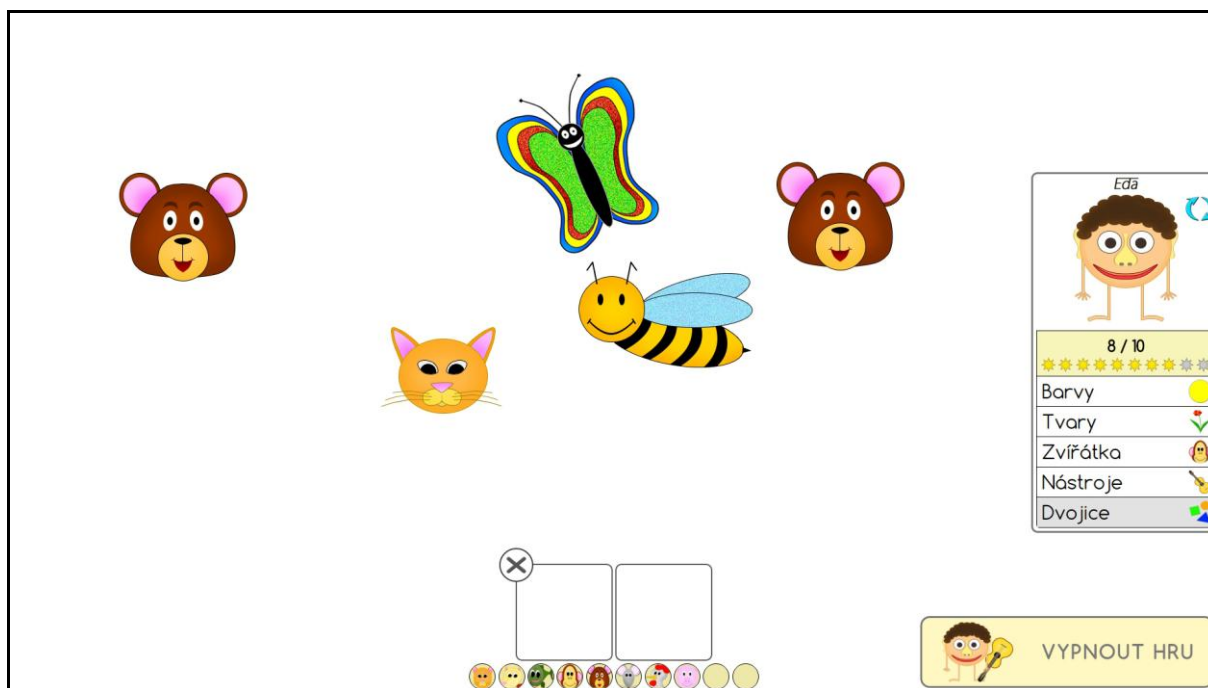 Eda
8 / 10
Barvy
Tvary
Zvířátka
Nástroje
Dvojice
VYPNOUT HRU